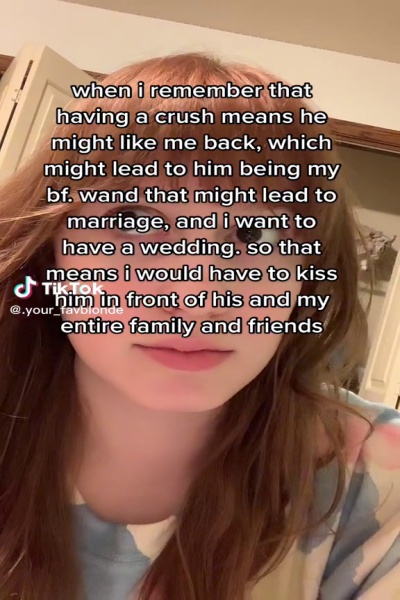 when i remember that
having a crush means he
might like me back, which
might lead to him being my
bf. wand that might lead to
marriage, and i want to
have a wedding. so that
means i would have to kiss
him in front of his and my
entire family and friends
TikTok
@.your_favblonde